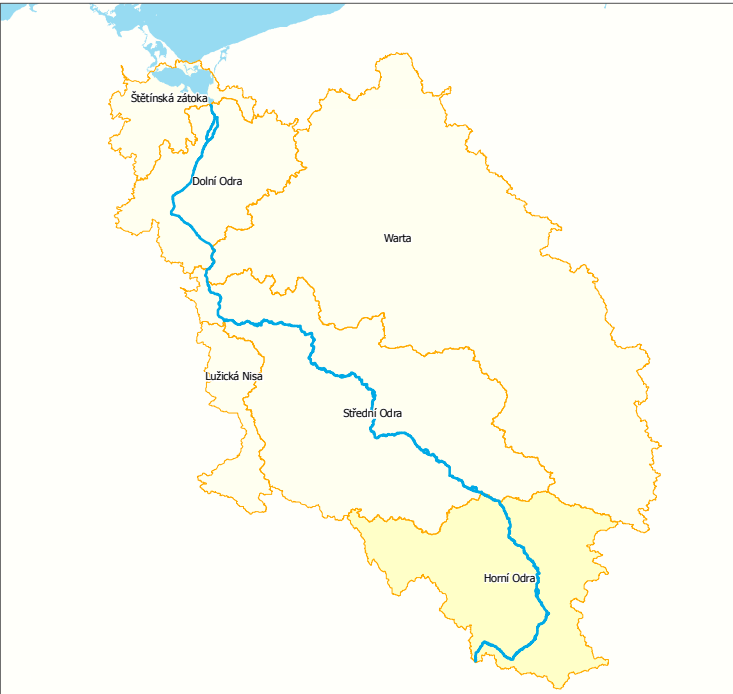 Štětínská zátoka
Dolní Odra
Warta
Lužická Nisa
Střední Odra
Horní Odra